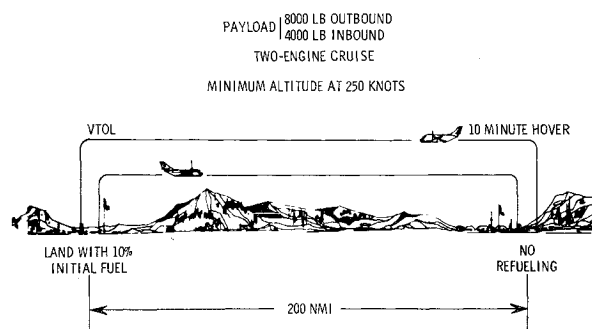 PAYLOAD 8000 LB OUTBOUND
4000 LB INBOUND
TWO-ENGINE CRUISE
MINIMUM ALTITUDE AT 250 KNOTS
VTOL
10 MINUTE HOVER
LAND WITH 10%
INITIAL FUEL
NO
REFUELING
200 NMI